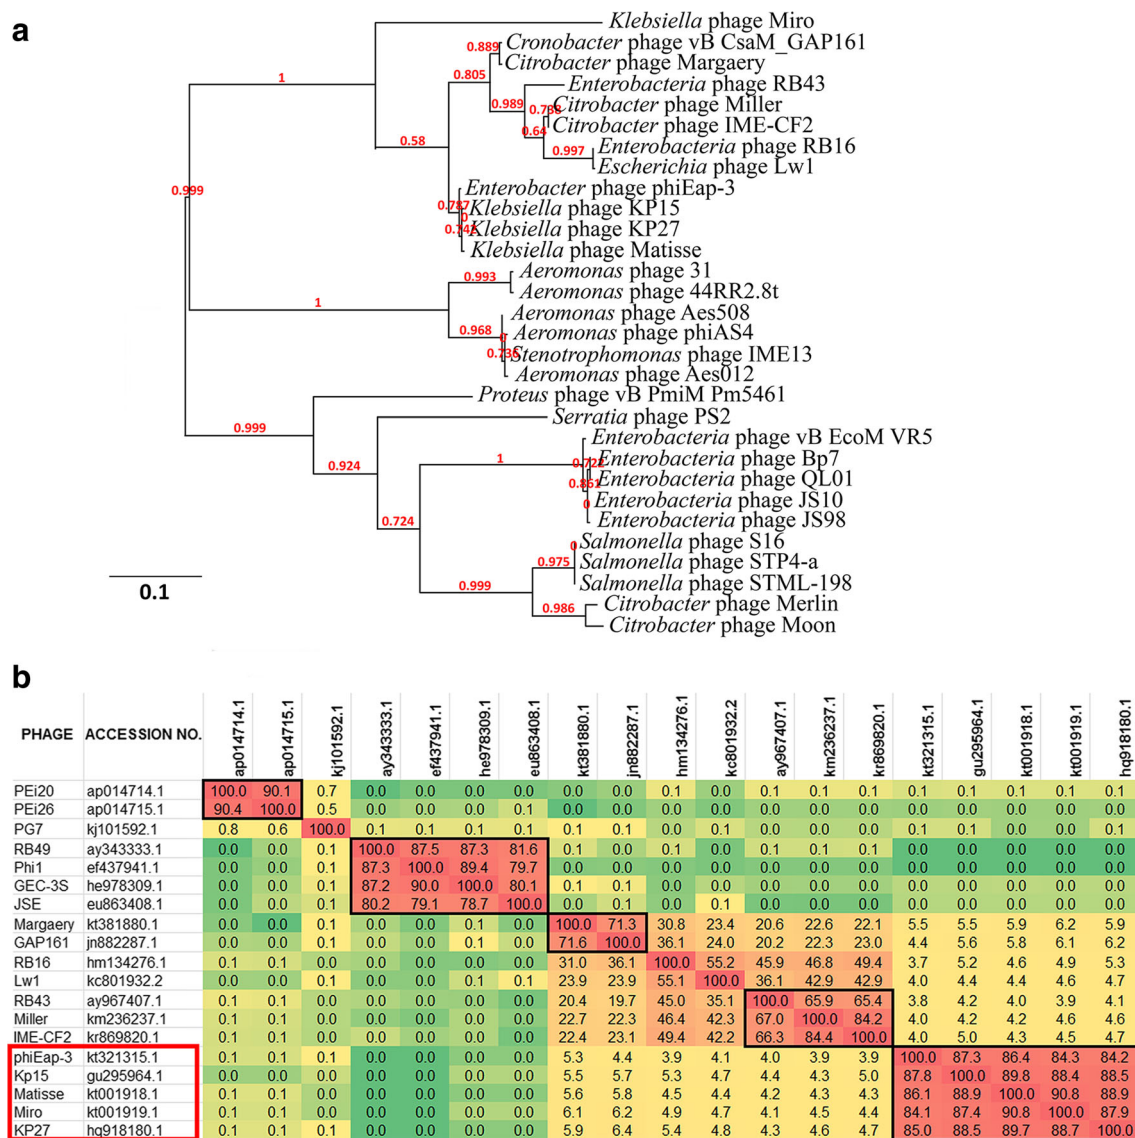 a
Klebsiella phage Miro
Cronobacter phage vB CsaM_GAP161
0.889
Citrobacter phage Margaery
0.805
1
Enterobacteria phage RB43
0.989
Citrobacter phage Miller
0.738
Citrobacter phage IME-CF2
0.64
0.58
Enterobacteria phage RB16
0.997
Escherichia phage Lw1
0.999
Enterobacter phage phiEap-3
0.787
Klebsiella phage KP15
0
Klebsiella phage KP27
0.742
Klebsiella phage Matisse
Aeromonas phage 31
0.993
Aeromonas phage 44RR2.8t
1
Aeromonas phage Aes508
0.968
Aeromonas phage phiAS4
0
Stenotrophomonas phage IME13
0.736
Aeromonas phage Aes012
Proteus phage vB PmiM Pm5461
Serratia phage PS2
0.999
Enterobacteria phage vB EcoM VR5
1
0.924
Enterobacteria phage Bp7
0.722
Enterobacteria phage QL01
0.861
Enterobacteria phage JS10
0
Enterobacteria phage JS98
0.724
Salmonella phage S16
0
Salmonella phage STP4-a
0.975
Salmonella phage STML-198
0.999
Citrobacter phage Merlin
0.986
Citrobacter phage Moon
0.1
b
PHAGE ACCESSION NO. ap014714.1 ap014715.1 kj101592.1 ay343333.1 ef437941.1 he978309.1 eu863408.1 kt381880.1 jn882287.1 hm134276.1 kc801932.2 ay967407.1 km236237.1 kr869820.1 kt321315.1 gu295964.1 kt001918.1 kt001919.1 hq918180.1
PEi20 ap014714.1 100.0 90.1 0.7 0.0 0.0 0.0 0.0 0.0 0.0 0.1 0.0 0.1 0.1 0.1 0.1 0.1 0.1 0.1 0.1
PEi26 ap014715.1 90.4 100.0 0.5 0.0 0.0 0.0 0.1 0.0 0.0 0.0 0.0 0.1 0.1 0.1 0.1 0.0 0.1 0.1 0.1
PG7 kj101592.1 0.8 0.6 100.0 0.1 0.1 0.1 0.1 0.1 0.1 0.0 0.0 0.1 0.0 0.0 0.1 0.1 0.0 0.0 0.1
RB49 ay343333.1 0.0 0.0 0.1 100.0 87.5 87.3 81.6 0.1 0.0 0.1 0.0 0.1 0.1 0.1 0.0 0.0 0.0 0.0 0.0
Phi1 ef437941.1 0.0 0.0 0.1 87.3 100.0 89.4 79.7 0.0 0.0 0.0 0.0 0.0 0.0 0.0 0.0 0.0 0.0 0.0 0.0
GEC-3S he978309.1 0.0 0.0 0.1 87.2 90.0 100.0 80.1 0.1 0.1 0.0 0.0 0.0 0.0 0.0 0.0 0.0 0.0 0.0 0.0
JSE eu863408.1 0.0 0.0 0.1 80.2 79.1 78.7 100.0 0.0 0.1 0.0 0.1 0.0 0.0 0.0 0.0 0.0 0.0 0.0 0.0
Margaery kt381880.1 0.0 0.0 0.1 0.1 0.0 0.1 0.0 100.0 71.3 30.8 23.4 20.6 22.6 22.1 5.5 5.5 5.9 6.2 5.9
GAP161 jn882287.1 0.0 0.0 0.1 0.0 0.0 0.1 0.0 71.6 100.0 36.1 24.0 20.2 22.3 23.0 4.4 5.6 5.8 6.1 6.2
RB16 hm134276.1 0.1 0.1 0.0 0.1 0.0 0.0 0.0 31.0 36.1 100.0 55.2 45.9 46.8 49.4 3.7 5.2 4.6 4.9 5.3
Lw1 kc801932.2 0.0 0.0 0.1 0.0 0.0 0.1 0.1 23.9 23.9 55.1 100.0 36.1 42.9 42.9 4.0 4.6 4.4 4.6 4.7
RB43 ay967407.1 0.1 0.1 0.1 0.1 0.0 0.0 0.0 20.4 19.7 45.0 35.1 100.0 65.9 65.4 3.8 4.2 4.0 3.9 4.1
Miller km236237.1 0.1 0.1 0.0 0.1 0.0 0.0 0.0 22.7 22.3 46.4 42.3 67.0 100.0 84.2 4.0 4.2 4.2 4.6 4.6
IME-CF2 kr869820.1 0.1 0.1 0.0 0.1 0.0 0.0 0.0 22.4 23.1 49.4 42.2 66.3 84.4 100.0 4.0 5.0 4.3 4.5 4.7
phiEap-3 kt321315.1 0.1 0.1 0.1 0.0 0.0 0.0 0.0 5.3 4.4 3.9 4.1 4.0 3.9 3.9 100.0 87.3 86.4 84.3 84.2
Kp15 gu295964.1 0.0 0.0 0.1 0.0 0.0 0.0 0.0 5.5 5.7 5.3 4.7 4.4 4.3 5.0 87.8 100.0 89.8 88.4 88.5
Matisse kt001918.1 0.1 0.1 0.0 0.0 0.0 0.0 0.0 5.6 5.8 4.5 4.4 4.2 4.3 4.3 86.1 88.9 100.0 90.8 88.9
Miro kt001919.1 0.1 0.1 0.0 0.0 0.0 0.0 0.0 6.1 6.2 4.9 4.7 4.1 4.5 4.4 84.1 87.4 90.8 100.0 87.9
KP27 hq918180.1 0.1 0.1 0.1 0.0 0.0 0.0 0.0 5.9 6.4 5.4 4.8 4.3 4.6 4.7 85.0 88.5 89.7 88.7 100.0